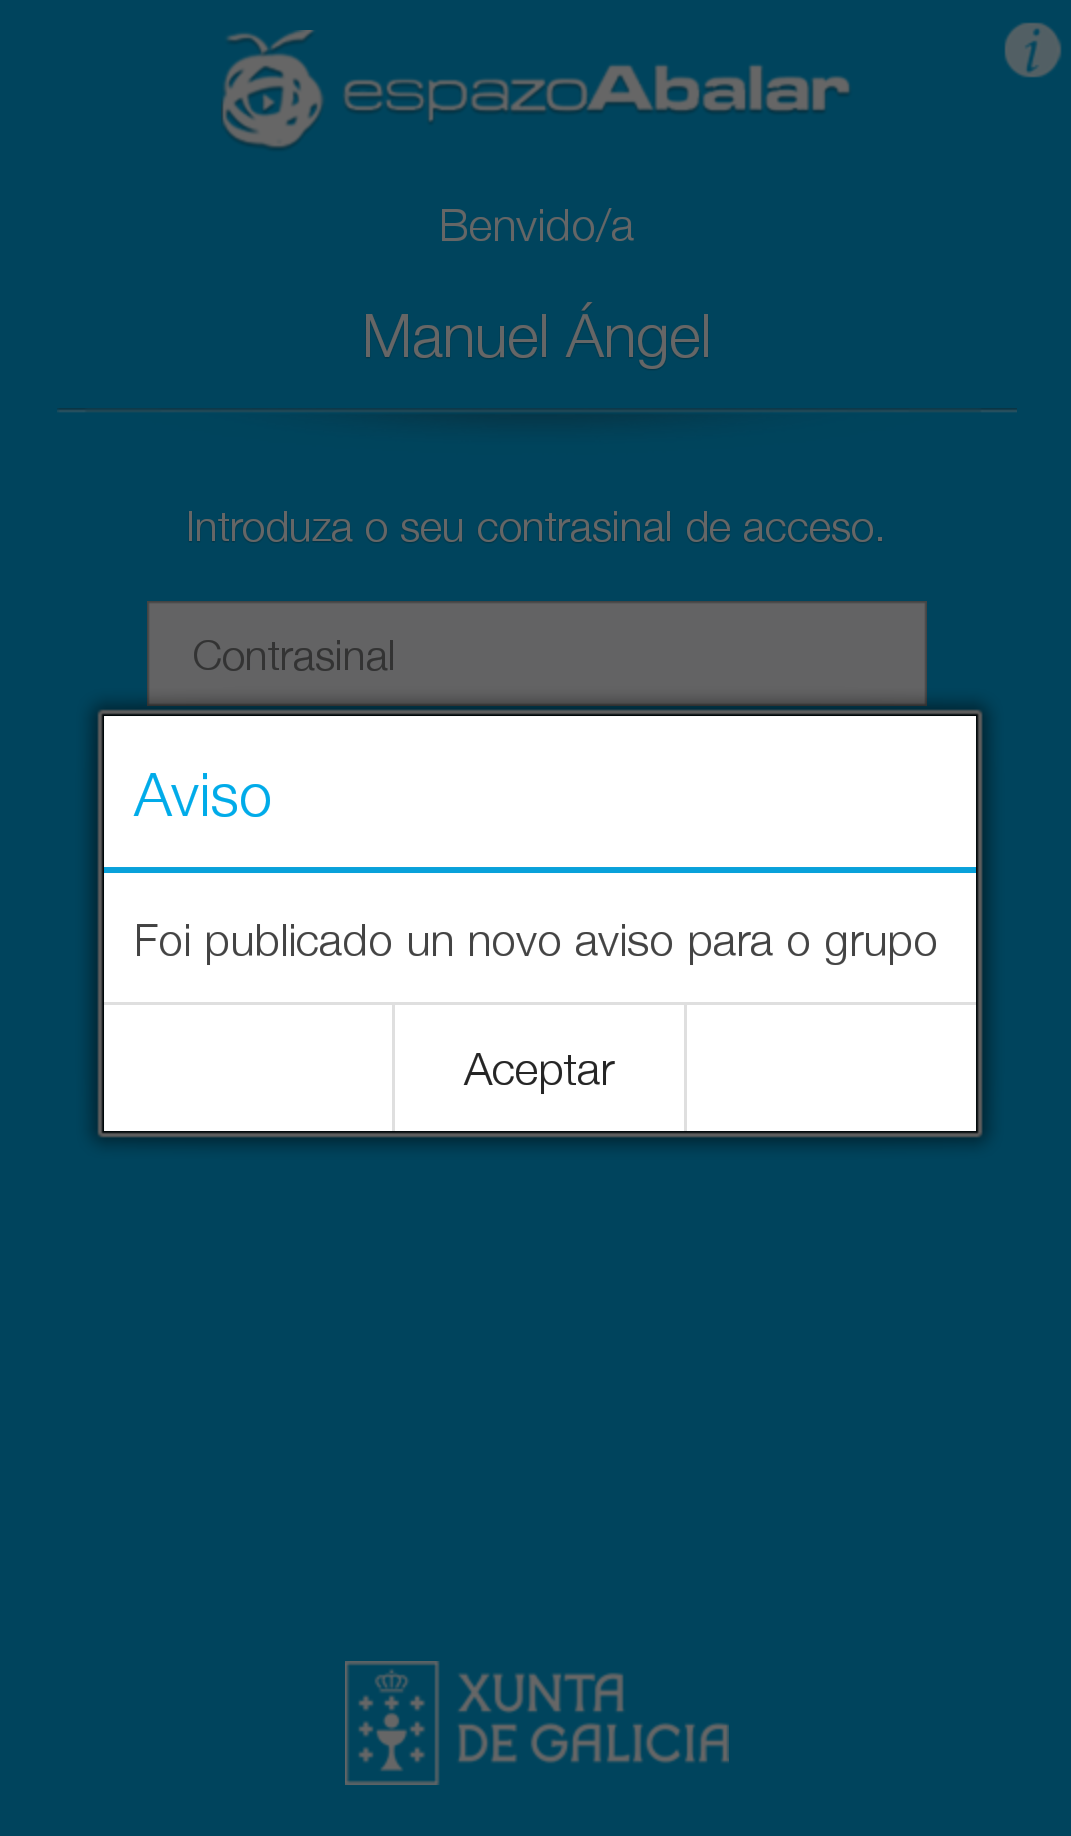 espazoAbalar
i
Benvido/a
Manuel Ángel
Introduza o seu contrasinal de acceso.
Contrasinal
Aviso
Foi publicado un novo aviso para o grupo
Aceptar
XUNTA
DE GALICIA